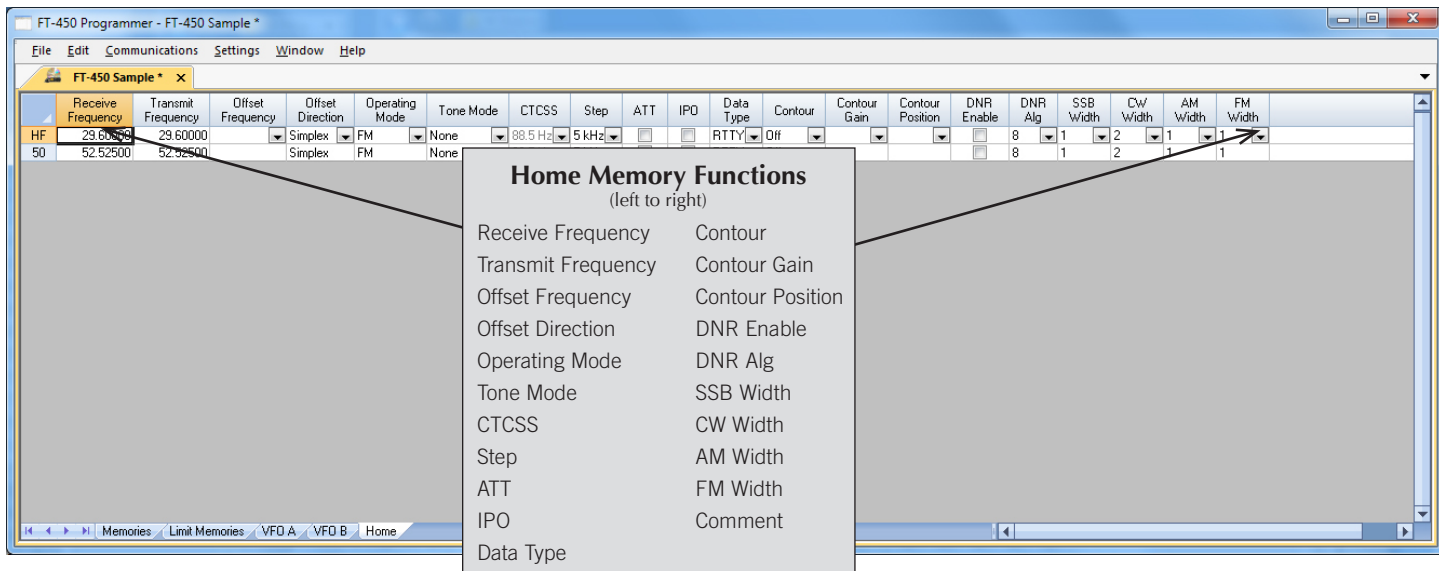 FT-450 Programmer - FT-450 Sample *
File Edit Communications Settings Window Help
FT-450 Sample * X
Receive Frequency Transmit Frequency Offset Frequency Offset Direction Operating Mode Tone Mode CTCSS Step ATT IPO Data Type Contour Contour Gain Contour Position DNR Enable DNR Alg SSB Width CW Width AM Width FM Width
HF 29.60000 29.60000 Simplex FM None 88.5 Hz 5 kHz RTTY Off 8 1 2 1 1
50 52.52500 52.52500 Simplex FM None 8 1 2 1 1
Home Memory Functions
(left to right)
Receive Frequency Contour
Transmit Frequency Contour Gain
Offset Frequency Contour Position
Offset Direction DNR Enable
Operating Mode DNR Alg
Tone Mode SSB Width
CTCSS CW Width
Step AM Width
ATT FM Width
IPO Comment
Data Type
Memories Limit Memories VFO A VFO B Home